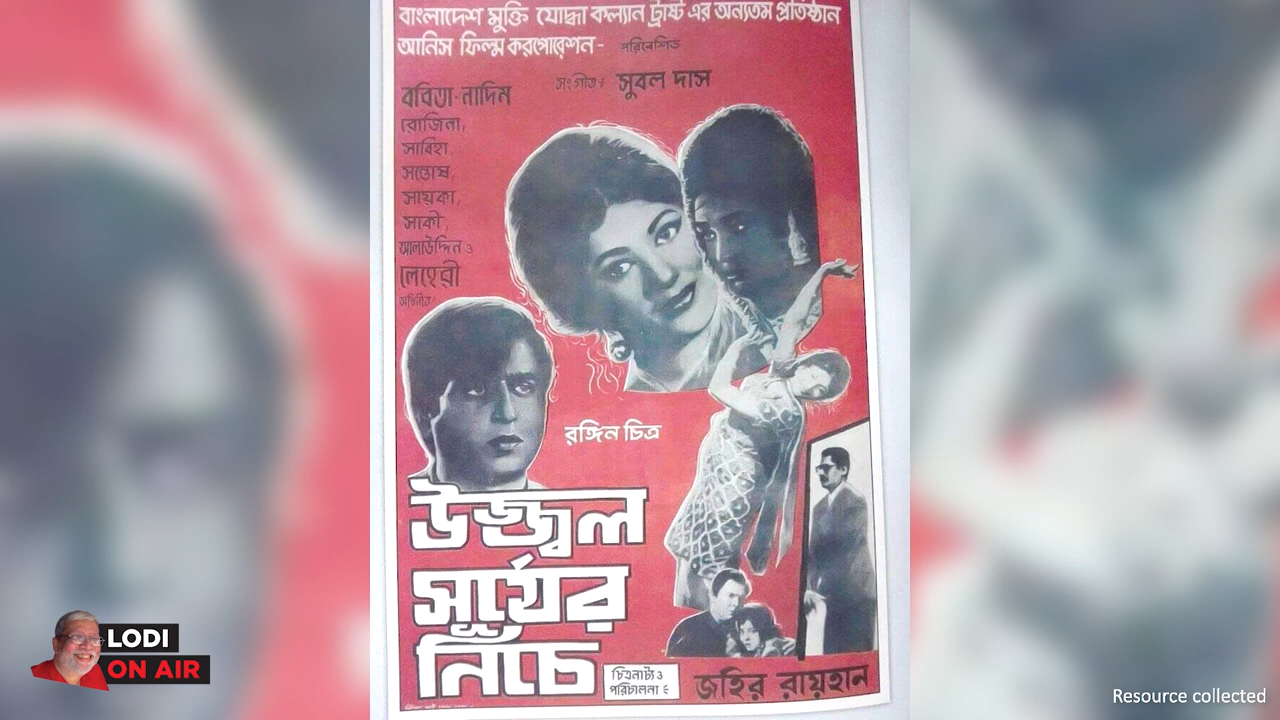 বাংলাদেশ মুক্তি যোদ্ধা কল্যান ট্রাষ্ট এর অন্যতম প্রতিষ্ঠান
আনিস ফিল্ম করপোরেশন - পরিবেশিত
সংগীতঃ সুবল দাস
ববিতা-নাদিম
রোজিনা,
সাবিহা,
সন্তোষ,
সায়কা,
সাকী,
আলাউদ্দিন ও
লেহেরী
অভিনীত।
রঙ্গিন চিত্র
উজ্জ্বল
সূর্যের
নিচে
চিত্রনাট্য ও
পরিচালনা ঃ
জহির রায়হান
LODI
ON AIR
Resource collected